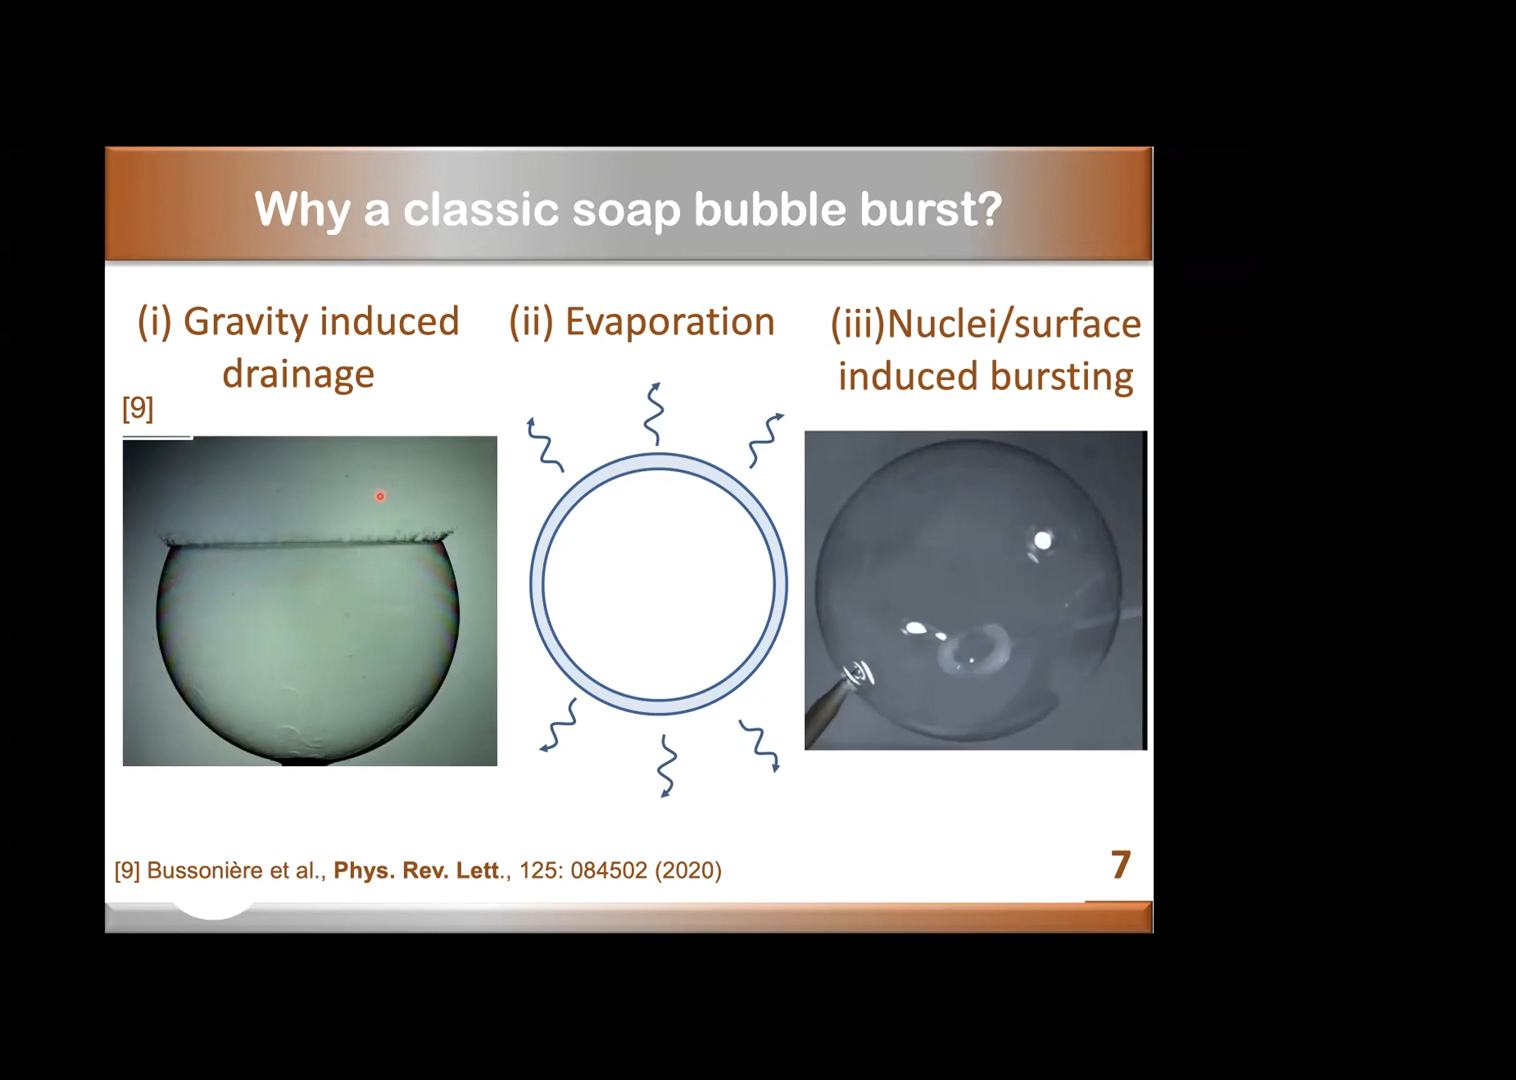 Why a classic soap bubble burst?
(i) Gravity induced
drainage
[9]
(ii) Evaporation
(iii)Nuclei/surface
induced bursting
[9] Bussonière et al., Phys. Rev. Lett., 125: 084502 (2020)
7